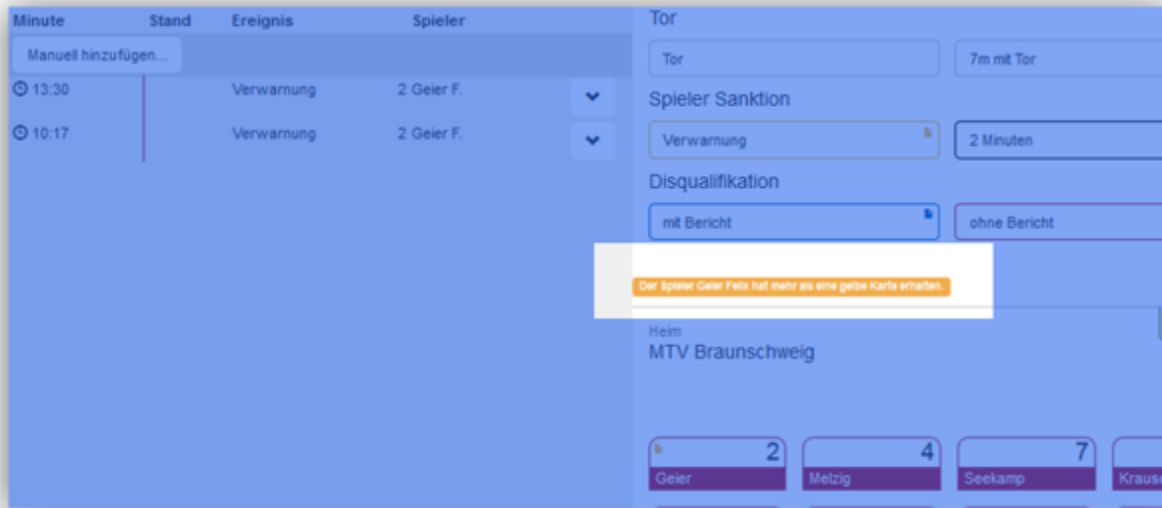 Minute Stand Ereignis Spieler
Manuell hinzufügen...
13:30 Verwarnung 2 Geier F.
10:17 Verwarnung 2 Geier F.
Tor
Tor 7m mit Tor
Spieler Sanktion
Verwarnung 2 Minuten
Disqualifikation
mit Bericht ohne Bericht
Der Spieler Geier Felix hat mehr als eine gelbe Karte erhalten.
Heim
MTV Braunschweig
2 4 7
Geier Melzig Seekamp Kraus